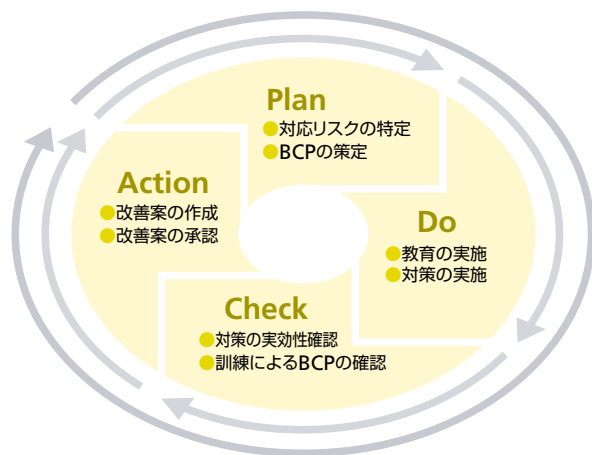 Plan
●対応リスクの特定
●BCPの策定
Do
●教育の実施
●対策の実施
Check
●対策の実効性確認
●訓練によるBCPの確認
Action
●改善案の作成
●改善案の承認